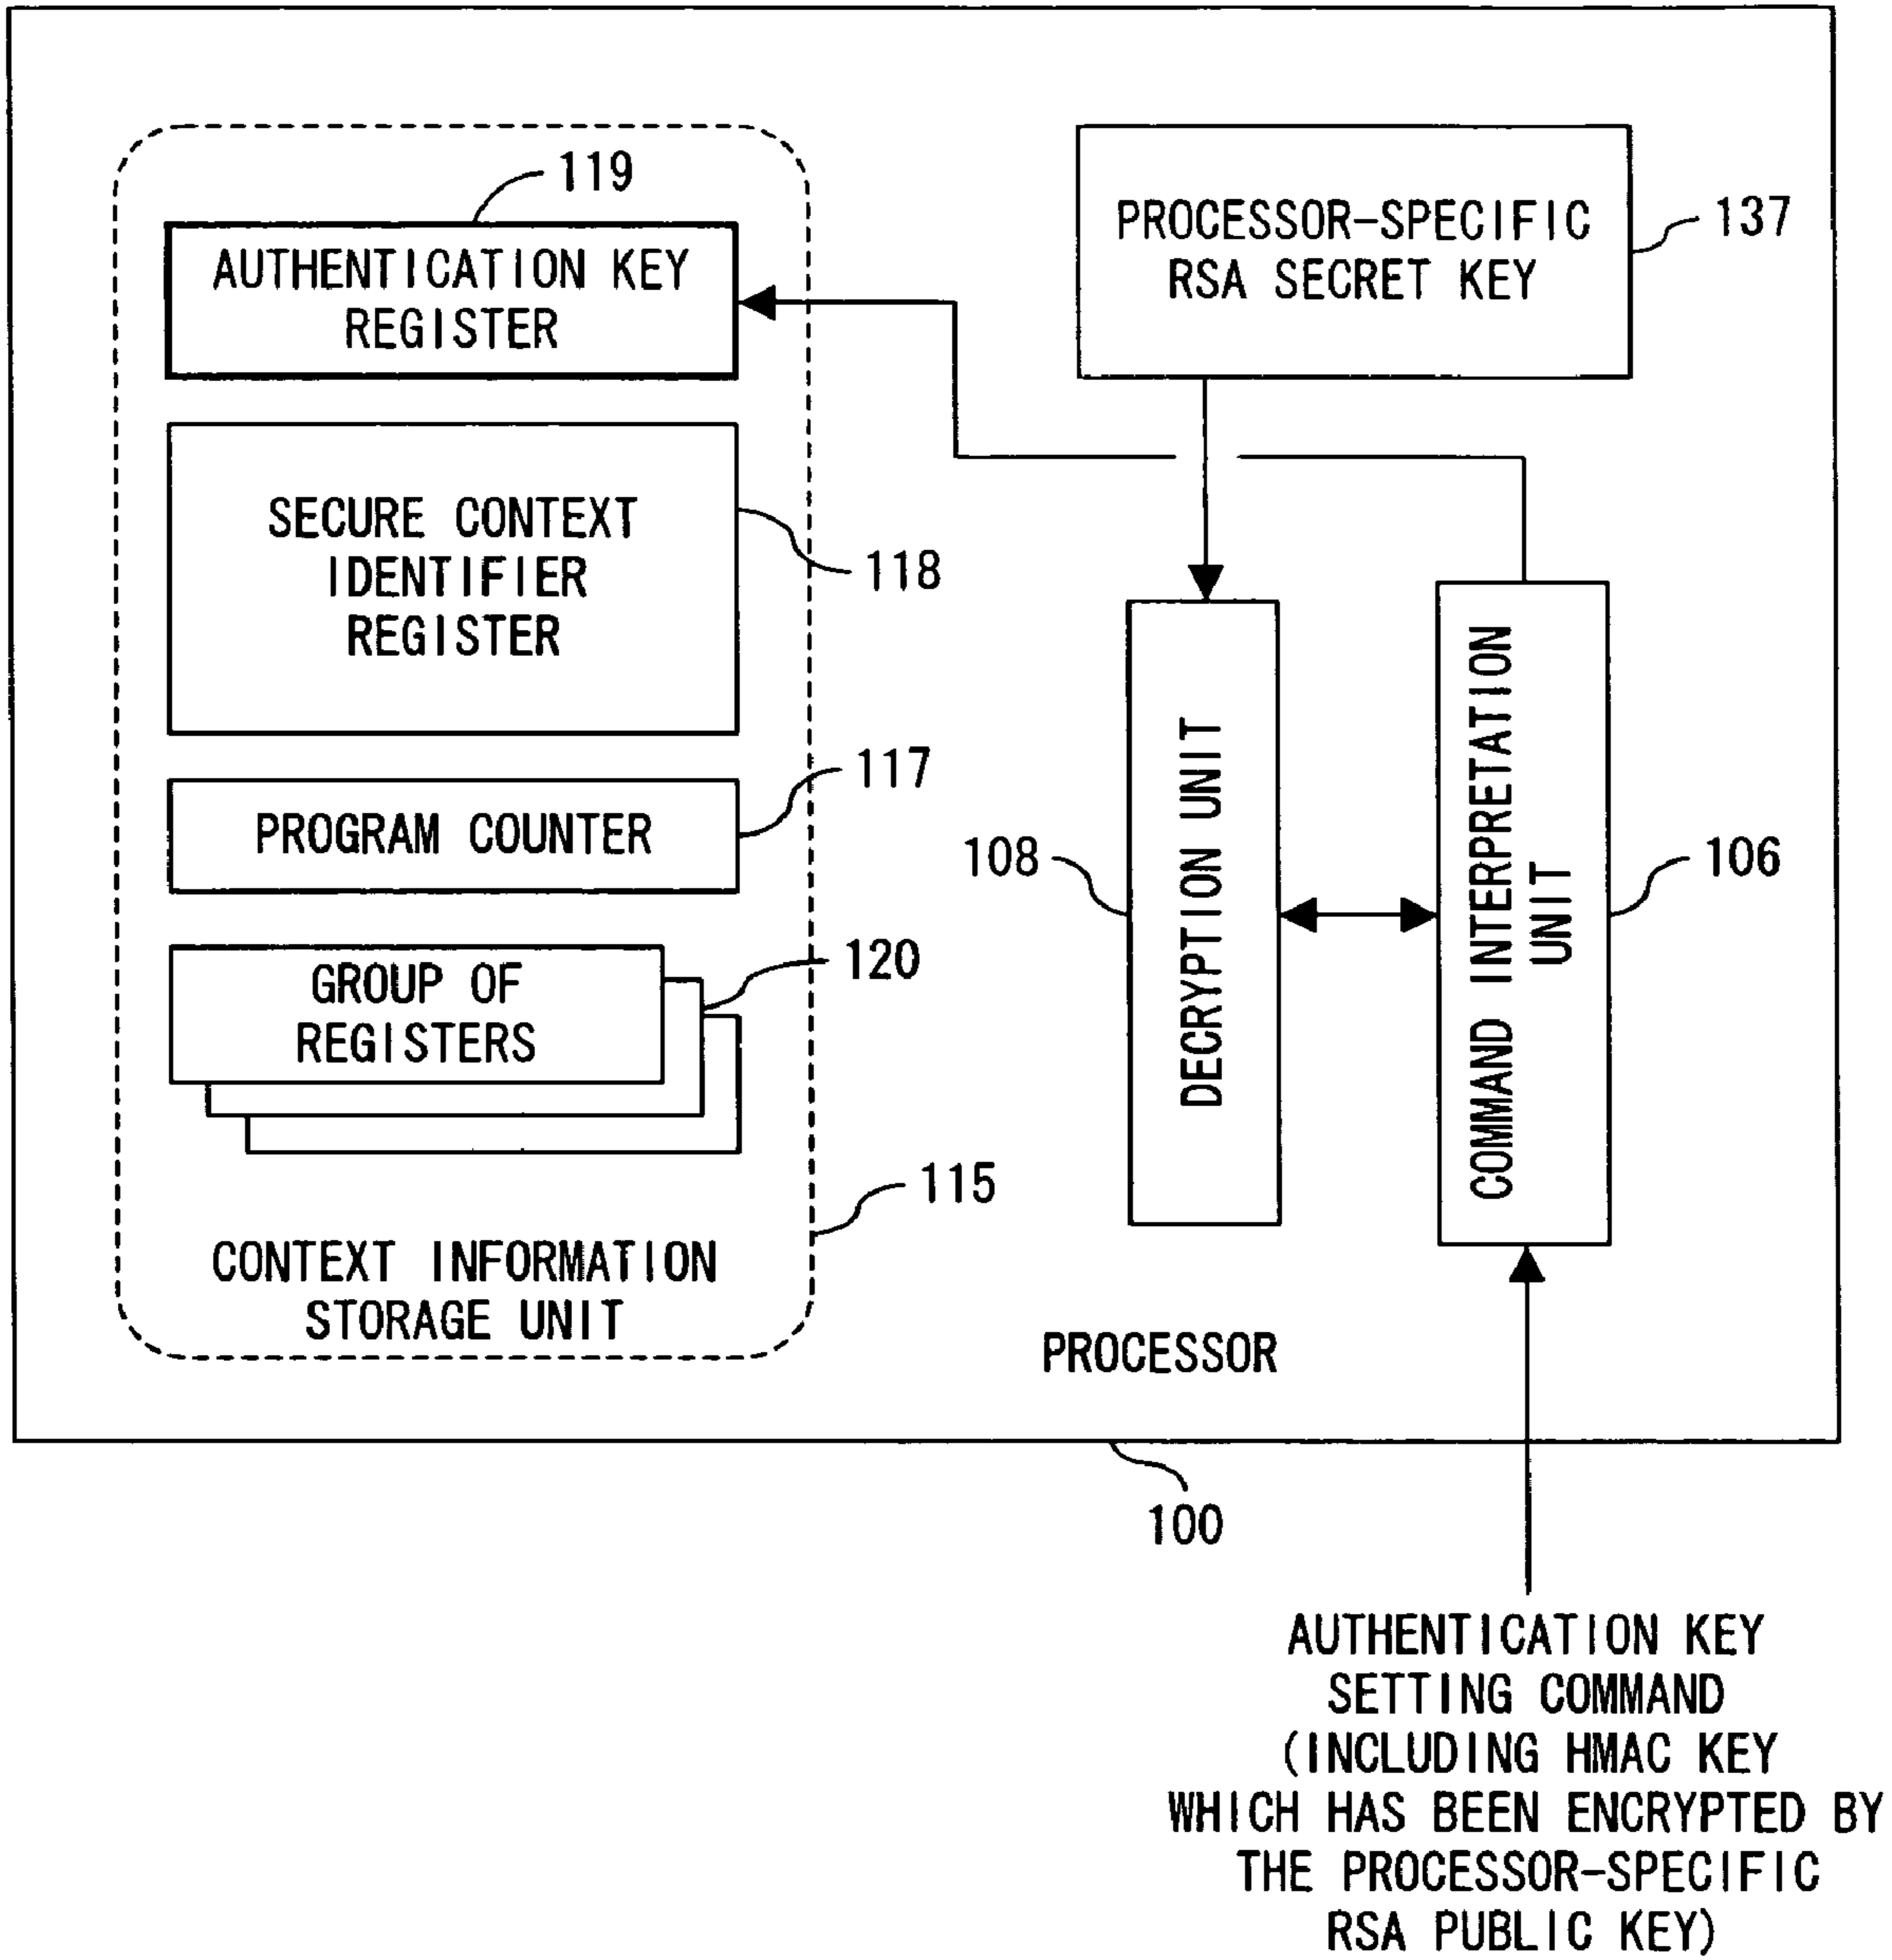 119
AUTHENTICATION KEY
REGISTER
PROCESSOR-SPECIFIC
RSA SECRET KEY
137
SECURE CONTEXT
IDENTIFIER
REGISTER
118
PROGRAM COUNTER
117
GROUP OF
REGISTERS
120
108
DECRYPTION UNIT
COMMAND INTERPRETATION
UNIT
106
115
CONTEXT INFORMATION
STORAGE UNIT
PROCESSOR
100
AUTHENTICATION KEY
SETTING COMMAND
(INCLUDING HMAC KEY
WHICH HAS BEEN ENCRYPTED BY
THE PROCESSOR-SPECIFIC
RSA PUBLIC KEY)